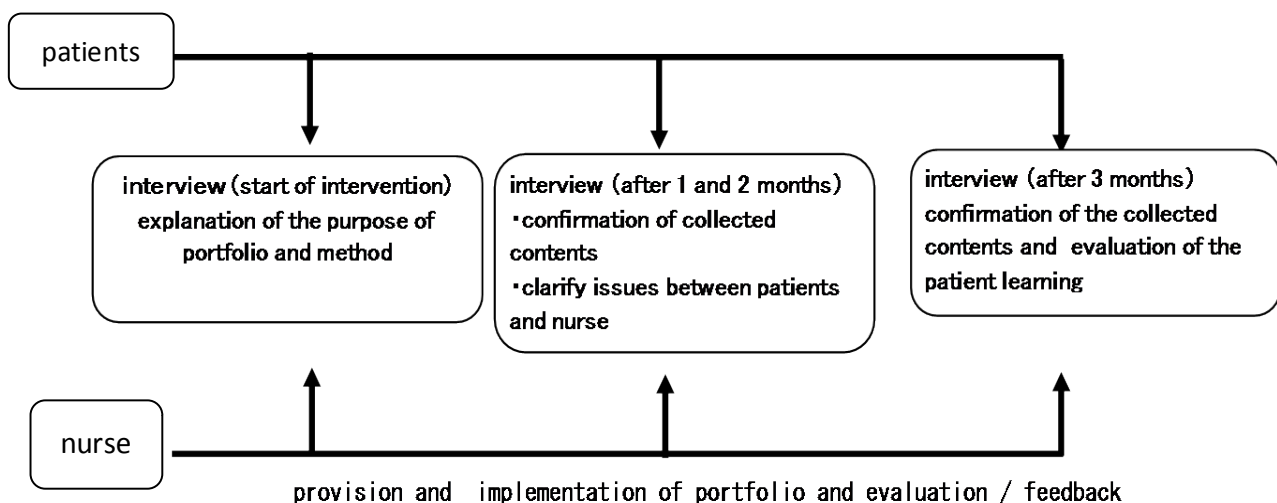 patients
interview (start of intervention)
explanation of the purpose of
portfolio and method
interview (after 1 and 2 months)
・confirmation of collected
contents
・clarify issues between patients
and nurse
interview (after 3 months)
confirmation of the collected
contents and evaluation of the
patient learning
nurse
provision and implementation of portfolio and evaluation / feedback